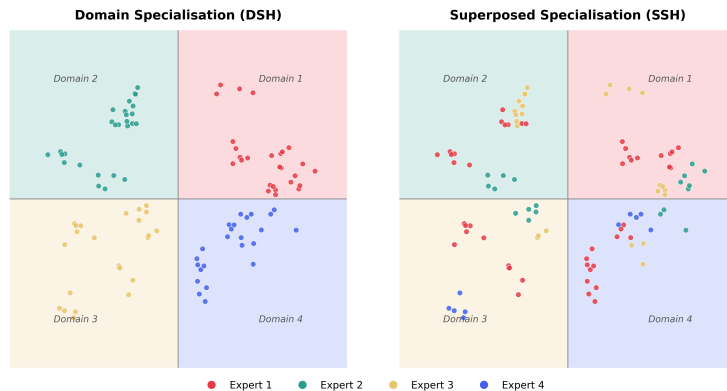 Domain Specialisation (DSH)
Superposed Specialisation (SSH)
Domain 2
Domain 1
Domain 2
Domain 1
Domain 3
Domain 4
Domain 3
Domain 4
Expert 1
Expert 2
Expert 3
Expert 4